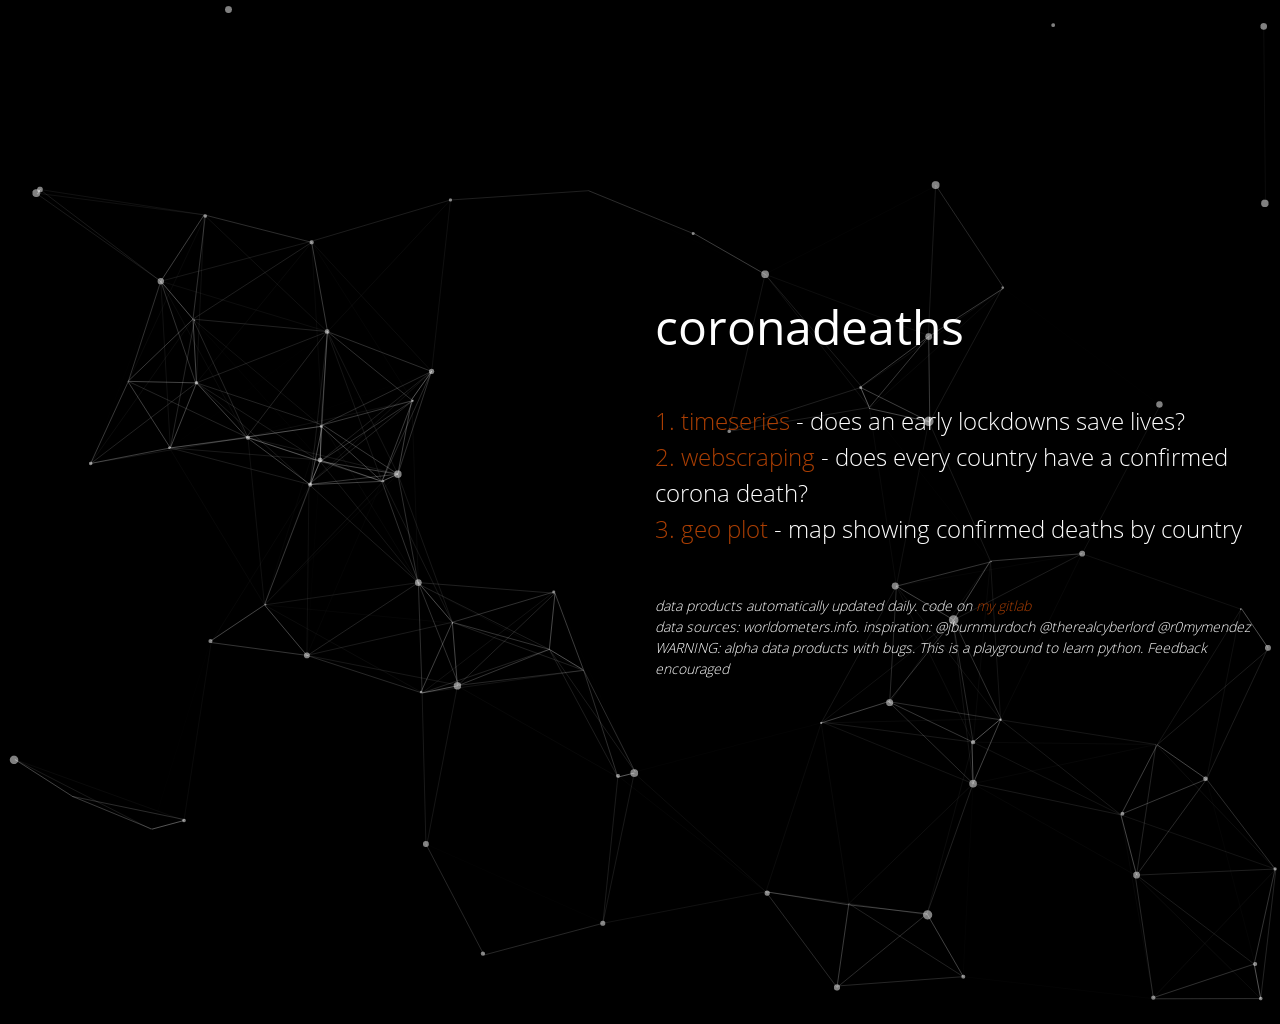 coronadeaths
1. timeseries - does an early lockdowns save lives?
2. webscraping - does every country have a confirmed
corona death?
3. geo plot - map showing confirmed deaths by country
data products automatically updated daily. code on my gitlab
data sources: worldometers.info. inspiration: @jburnmurdoch @therealcyberlord @r0mymendez
WARNING: alpha data products with bugs. This is a playground to learn python. Feedback
encouraged